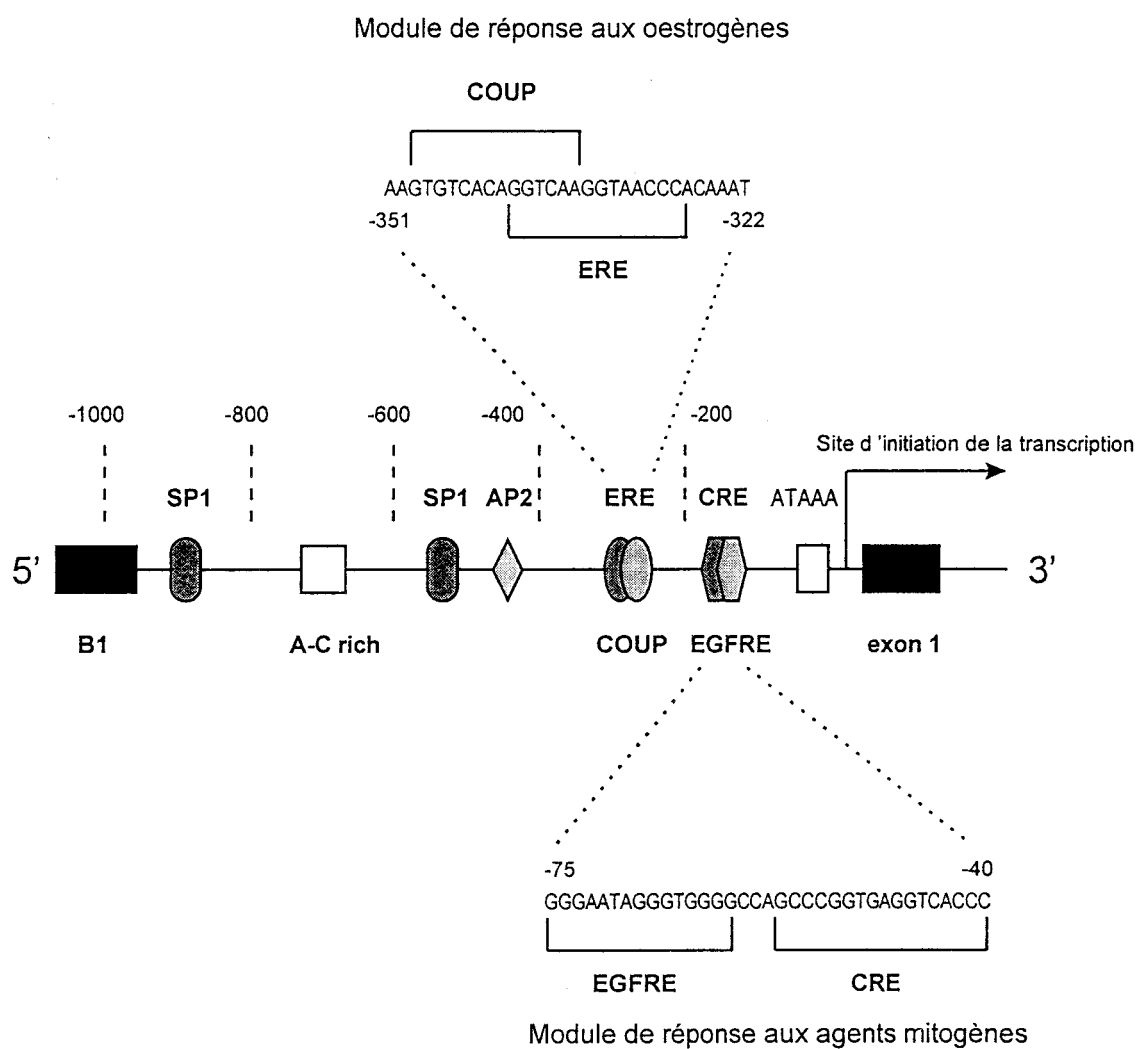 Module de réponse aux oestrogènes
COUP
AAGTGTCACAGGTCAAGGTAACCCACAAAT
-351 -322
ERE
-1000 -800 -600 -400 -200
Site d 'initiation de la transcription
SP1 SP1 AP2 ERE CRE ATAAA
5' 3'
B1 A-C rich COUP EGFRE exon 1
-75 -40
GGGAATAGGGTGGGGCCAGCCCGGTGAGGTCACCC
EGFRE CRE
Module de réponse aux agents mitogènes